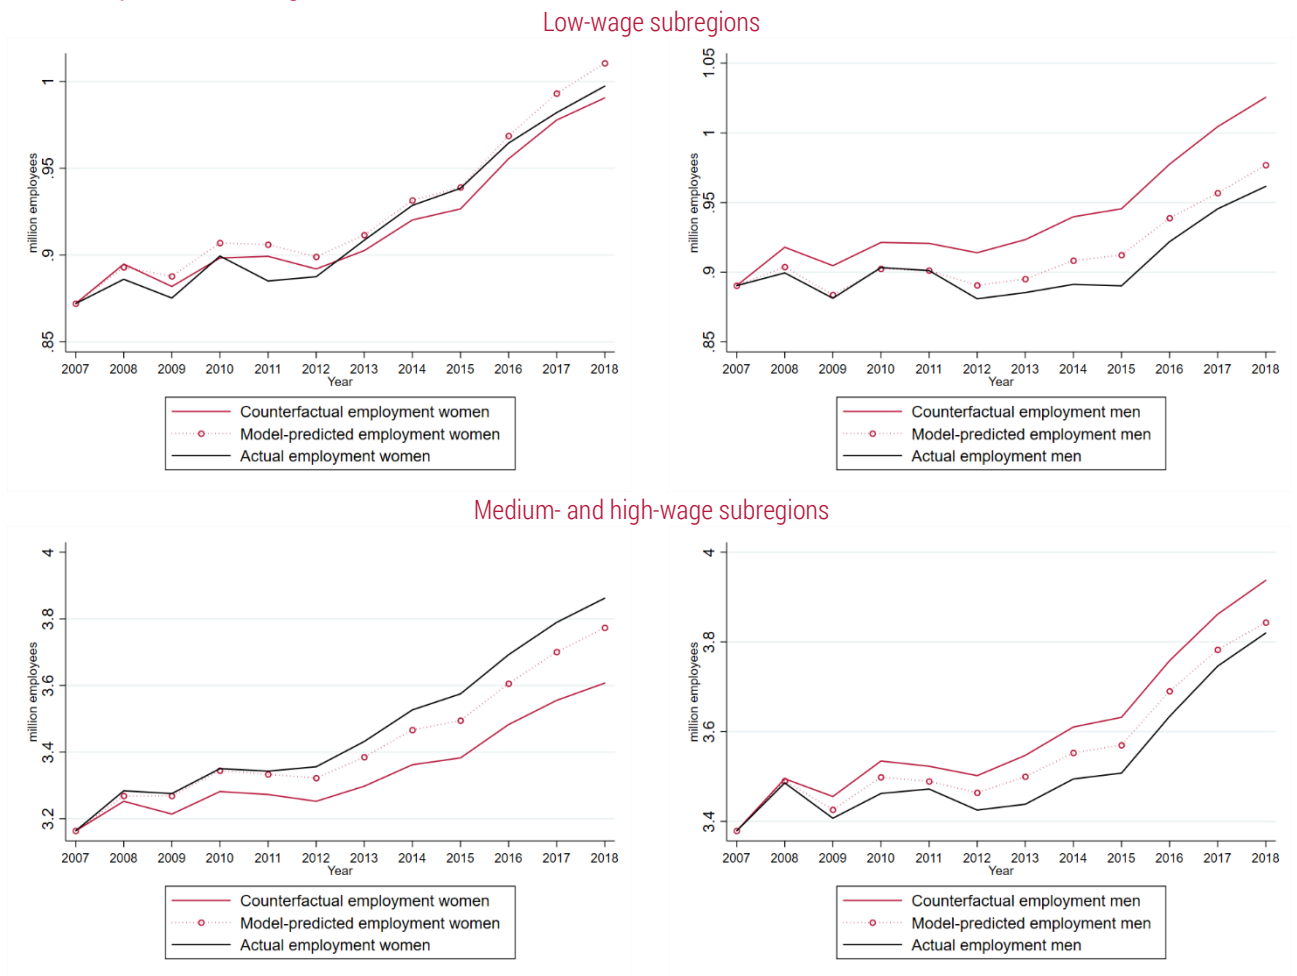 Low-wage subregions
million employees
1
.95
.9
.85
2007 2008 2009 2010 2011 2012 2013 2014 2015 2016 2017 2018
Year
Counterfactual employment women
Model-predicted employment women
Actual employment women
million employees
1.05
1
.95
.9
.85
2007 2008 2009 2010 2011 2012 2013 2014 2015 2016 2017 2018
Year
Counterfactual employment men
Model-predicted employment men
Actual employment men
Medium- and high-wage subregions
million employees
4
3.8
3.6
3.4
3.2
2007 2008 2009 2010 2011 2012 2013 2014 2015 2016 2017 2018
Year
Counterfactual employment women
Model-predicted employment women
Actual employment women
million employees
4
3.8
3.6
3.4
2007 2008 2009 2010 2011 2012 2013 2014 2015 2016 2017 2018
Year
Counterfactual employment men
Model-predicted employment men
Actual employment men